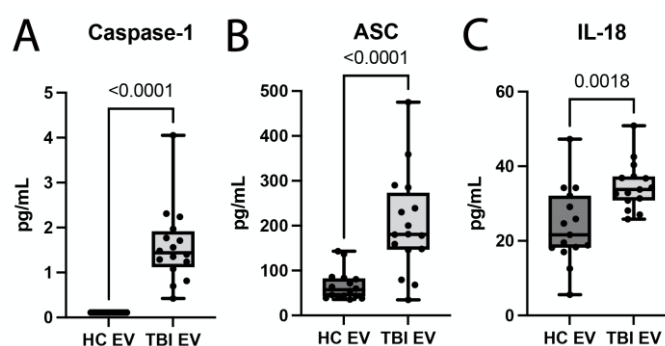 A Caspase-1
<0.0001
5
4
3
2
1
0
pg/mL
HC EV TBI EV
B ASC
<0.0001
500
400
300
200
100
0
pg/mL
HC EV TBI EV
C IL-18
0.0018
60
40
20
0
pg/mL
HC EV TBI EV